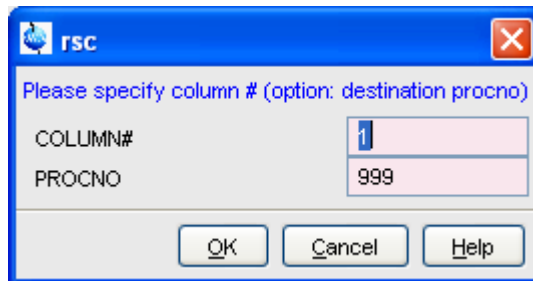 rsc
Please specify column # (option: destination procno)
COLUMN# 1
PROCNO 999
OK Cancel Help